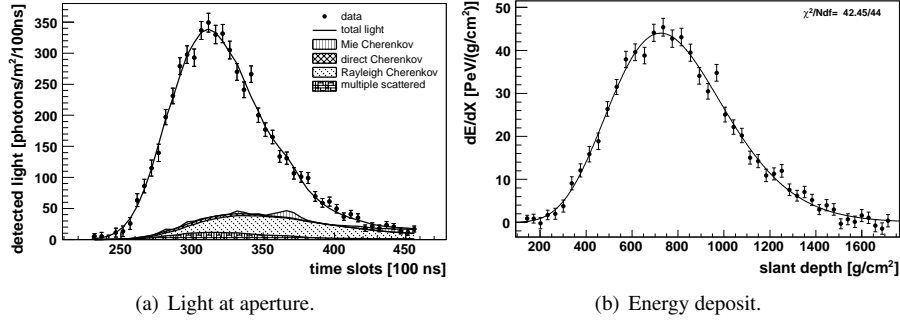 detected light [photons/m²/100ns]
350
300
250
200
150
100
50
0
data
total light
Mie Cherenkov
direct Cherenkov
Rayleigh Cherenkov
multiple scattered
250 300 350 400 450
time slots [100 ns]
(a) Light at aperture.
dE/dX [PeV/(g/cm²)]
50
40
30
20
10
0
χ²/Ndf= 42.45/44
200 400 600 800 1000 1200 1400 1600
slant depth [g/cm²]
(b) Energy deposit.